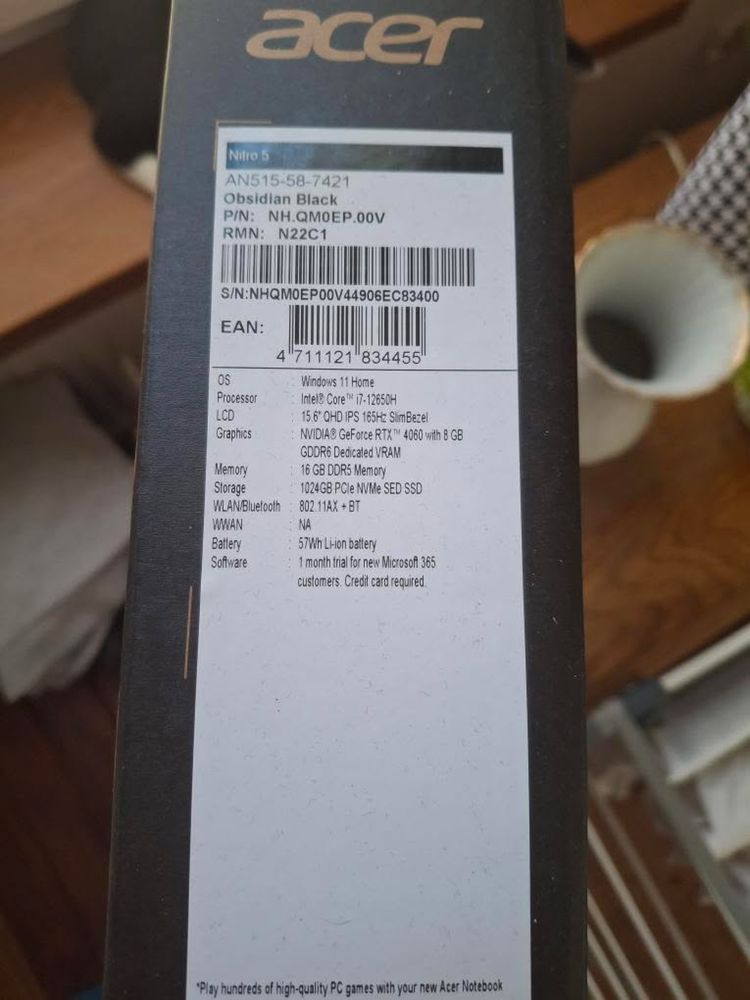 acer
Nitro 5
AN515-58-7421
Obsidian Black
P/N: NH.QM0EP.00V
RMN: N22C1
S/N:NHQM0EP00V44906EC83400
EAN:
4 711121 834455
OS : Windows 11 Home
Processor : Intel® Core™ i7-12650H
LCD : 15.6" QHD IPS 165Hz SlimBezel
Graphics : NVIDIA® GeForce RTX™ 4060 with 8 GB
GDDR6 Dedicated VRAM
Memory : 16 GB DDR5 Memory
Storage : 1024GB PCIe NVMe SED SSD
WLAN/Bluetooth : 802.11AX + BT
WWAN : NA
Battery : 57Wh Li-ion battery
Software : 1 month trial for new Microsoft 365
customers. Credit card required.
*Play hundreds of high-quality PC games with your new Acer Notebook